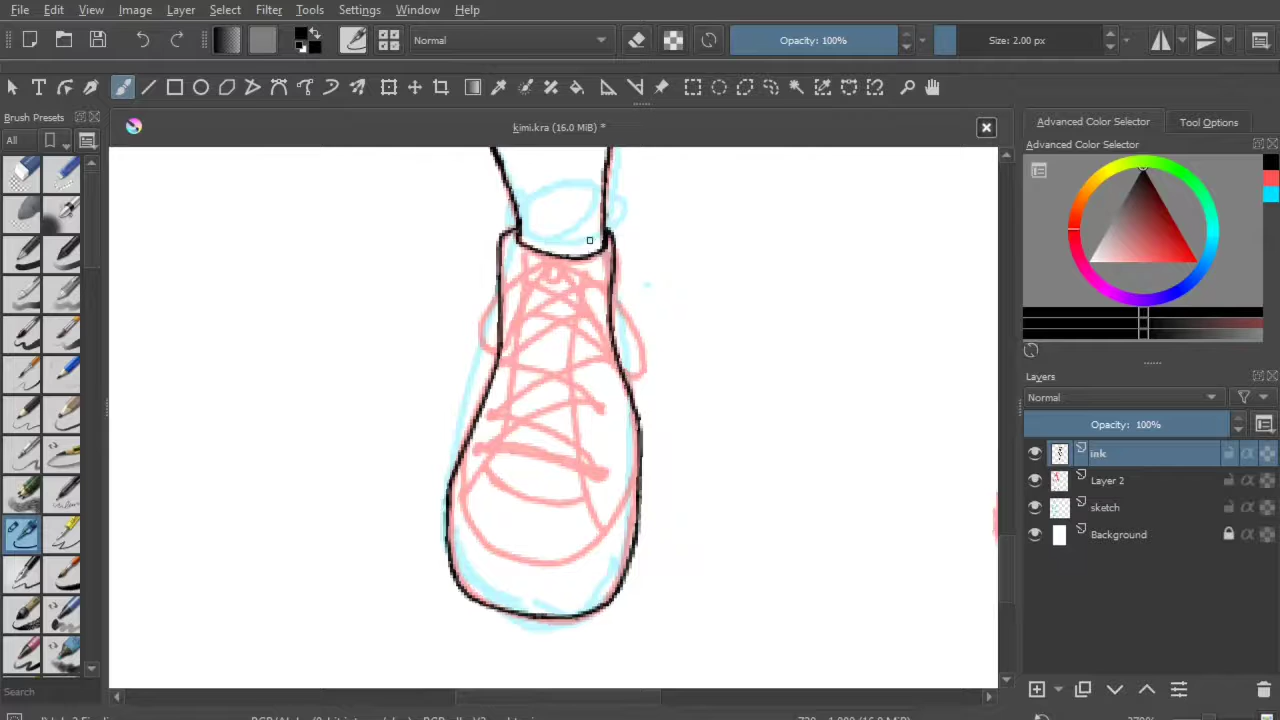 File Edit View Image Layer Select Filter Tools Settings Window Help
Normal Opacity: 100% Size: 2.00 px
Brush Presets
All
kimi.kra (16.0 MiB) *
Advanced Color Selector Tool Options
Advanced Color Selector
Layers
Normal
Opacity: 100%
ink
Layer 2
sketch
Background
Search